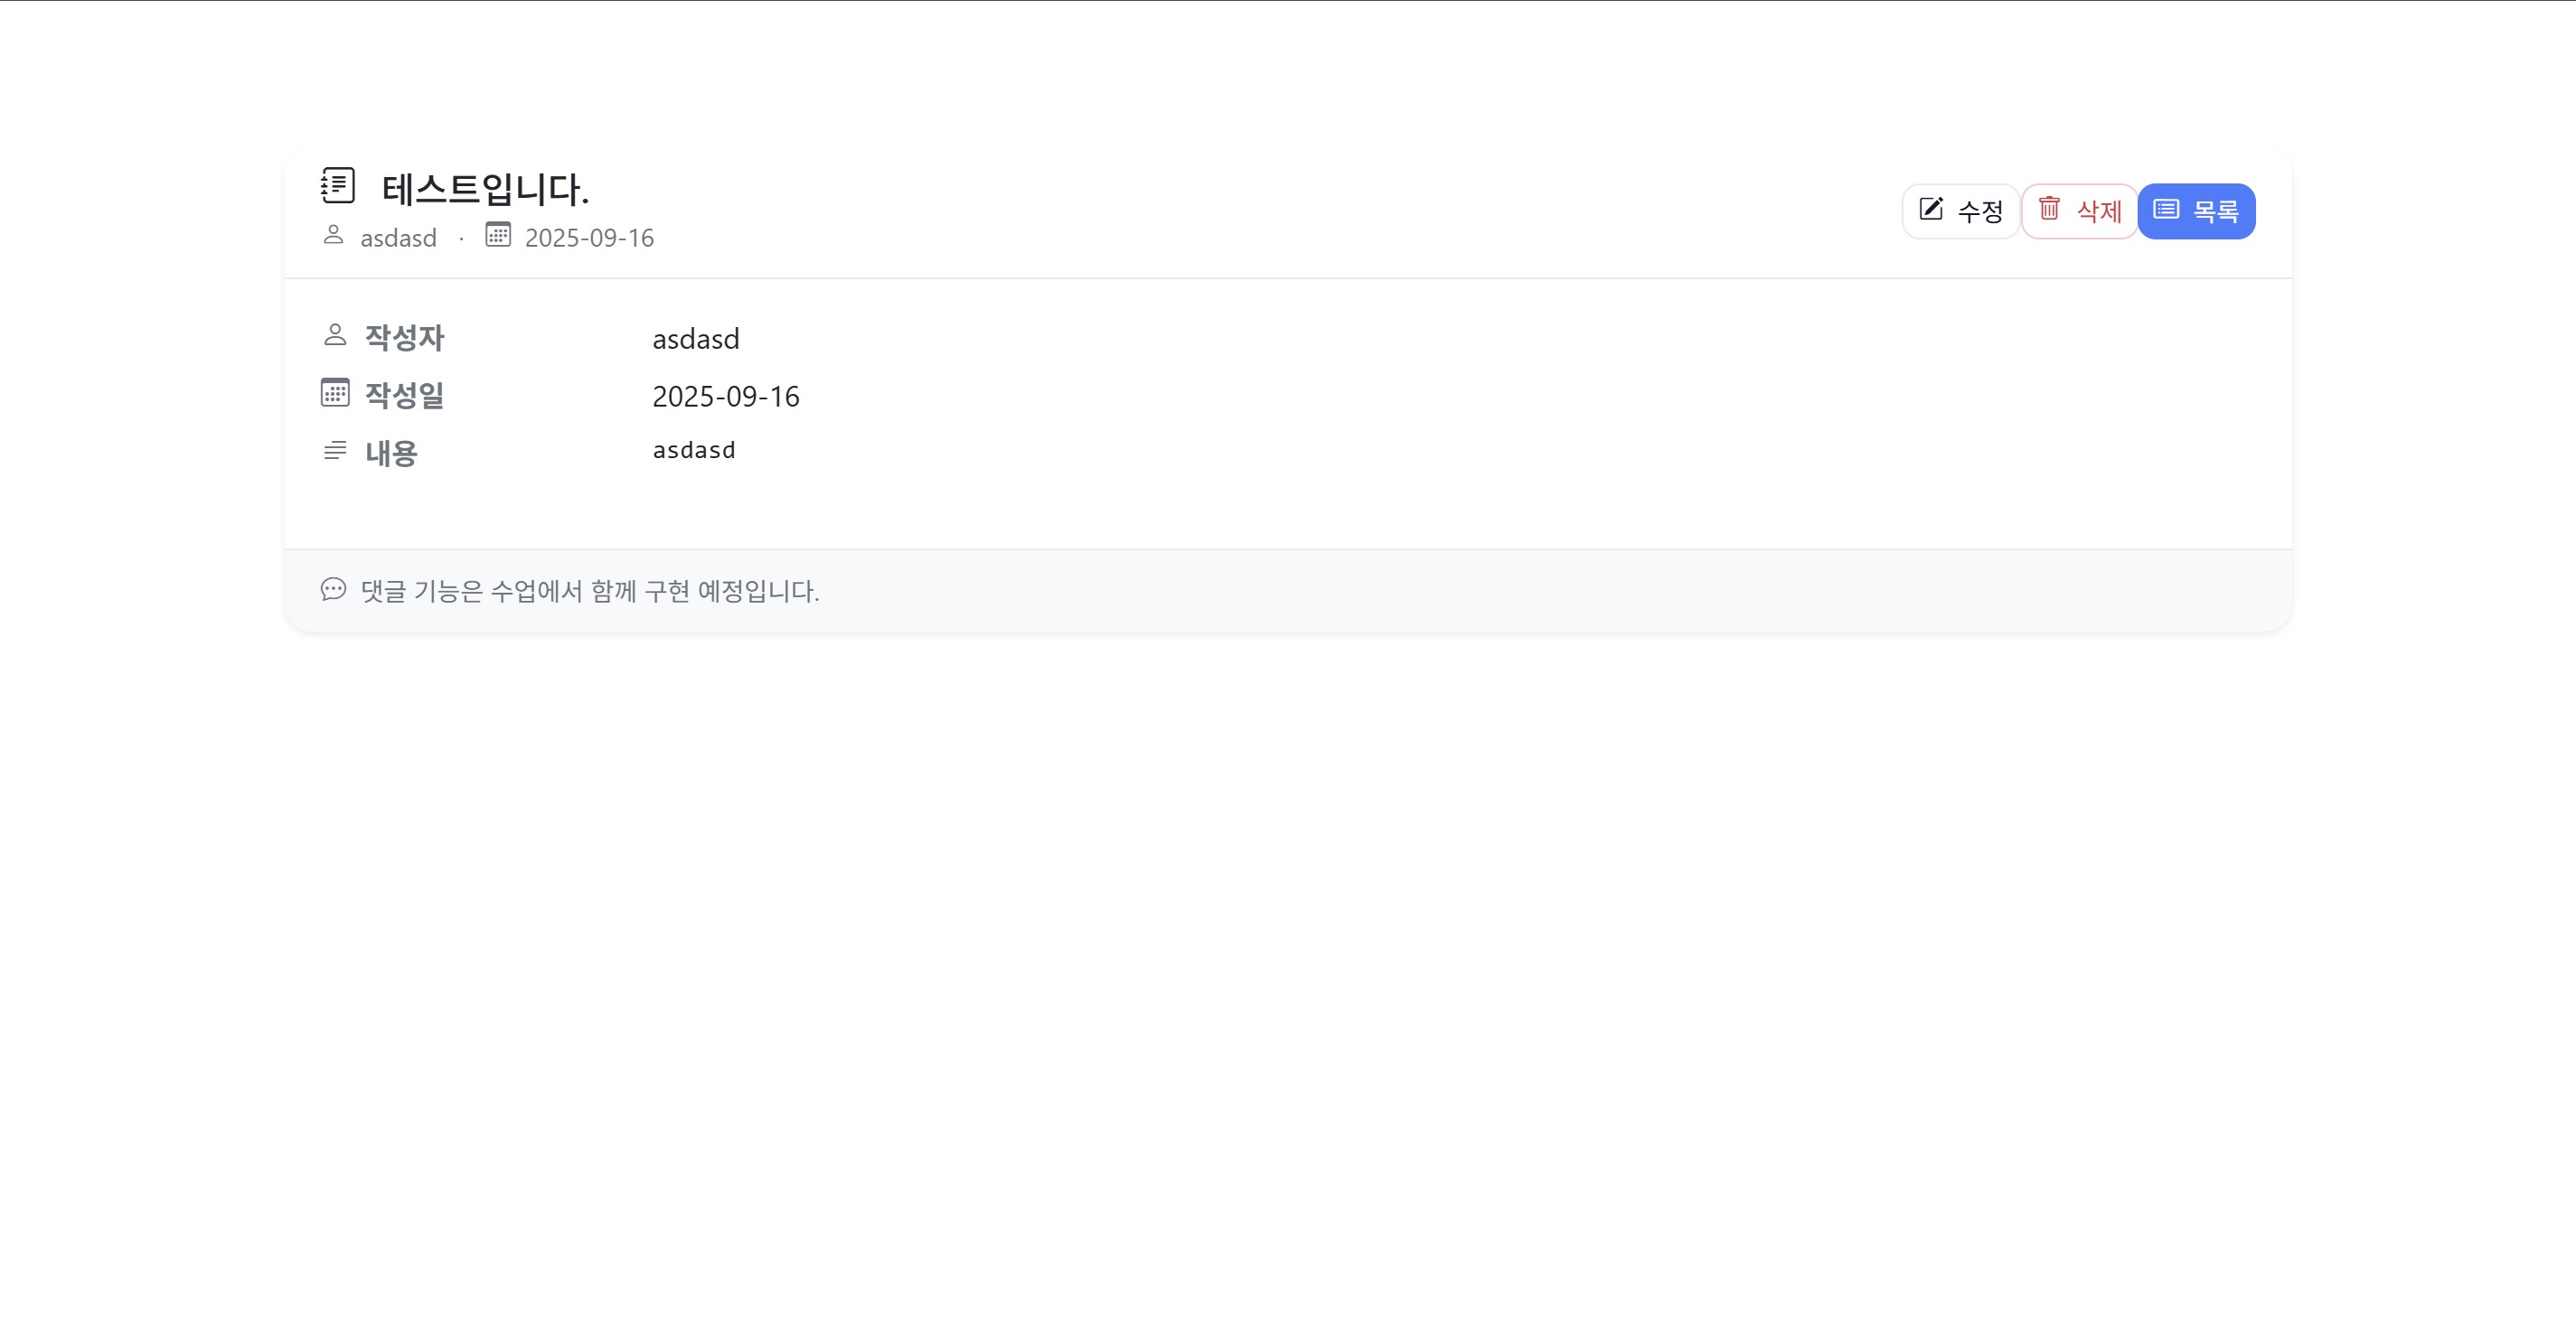 테스트입니다.
asdasd · 2025-09-16
수정 삭제 목록
작성자 asdasd
작성일 2025-09-16
내용 asdasd
댓글 기능은 수업에서 함께 구현 예정입니다.